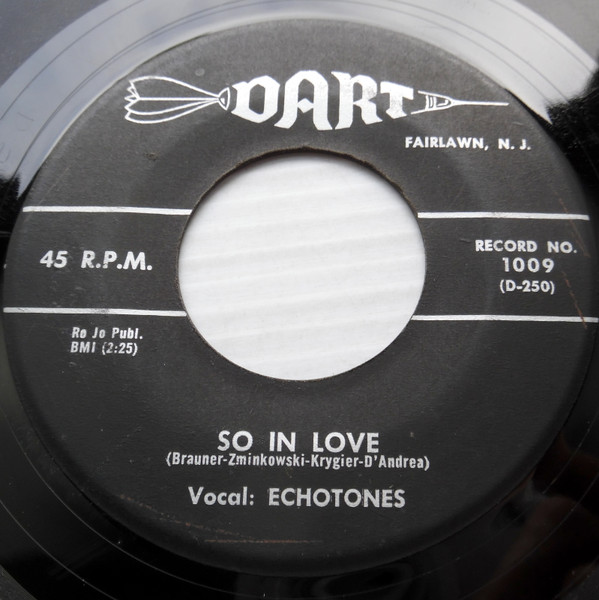 DART
FAIRLAWN, N. J.
45 R.P.M.
RECORD NO.
1009
(D-250)
Ro Jo Publ.
BMI (2:25)
SO IN LOVE
(Brauner-Zminkowski-Krygier-D'Andrea)
Vocal: ECHOTONES